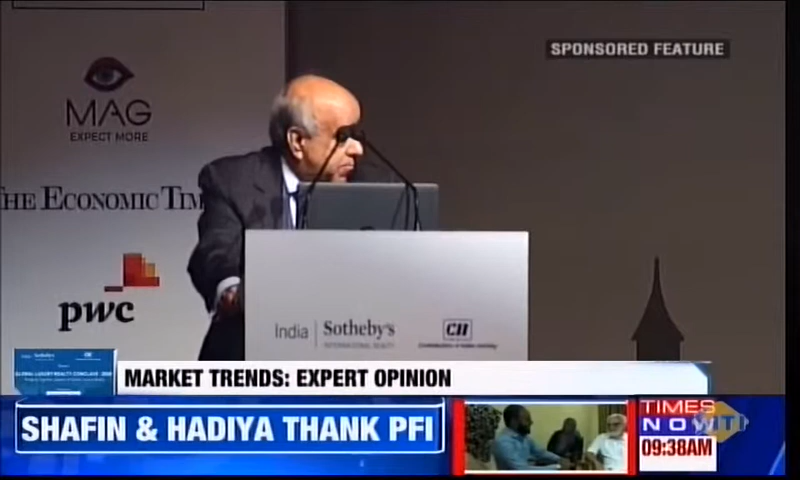 SPONSORED FEATURE
MAG
EXPECT MORE
THE ECONOMIC TIM
pwc
India Sotheby's
INTERNATIONAL REALTY
CII
MARKET TRENDS: EXPERT OPINION
SHAFIN & HADIYA THANK PFI
TIMES
NOW
09:38AM